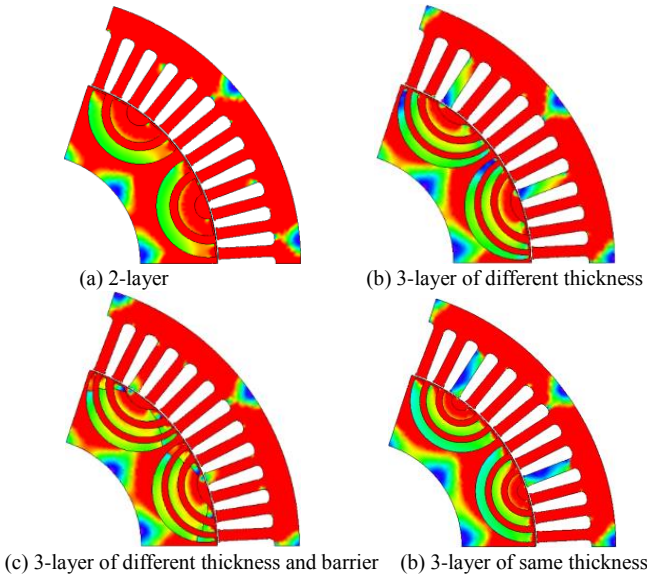 (a) 2-layer
(b) 3-layer of different thickness
(c) 3-layer of different thickness and barrier
(b) 3-layer of same thickness